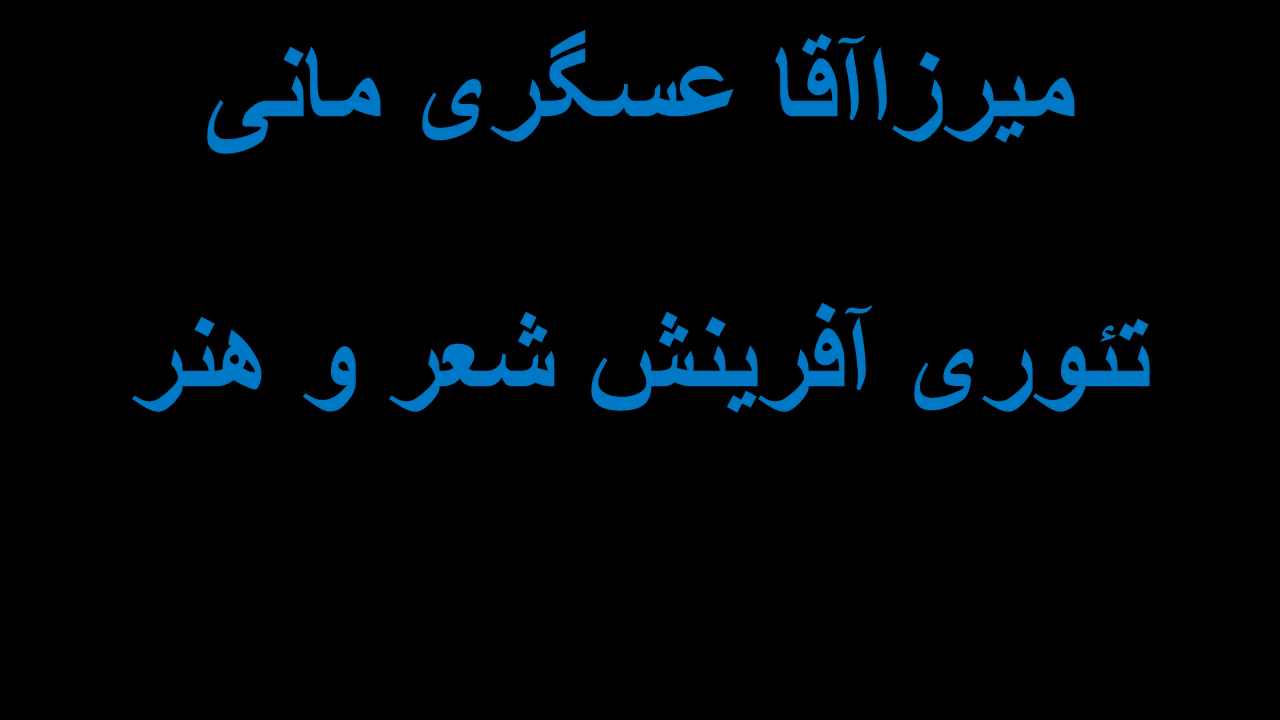 میرزاآقا عسگری مانی
تئوری آفرینش شعر و هنر